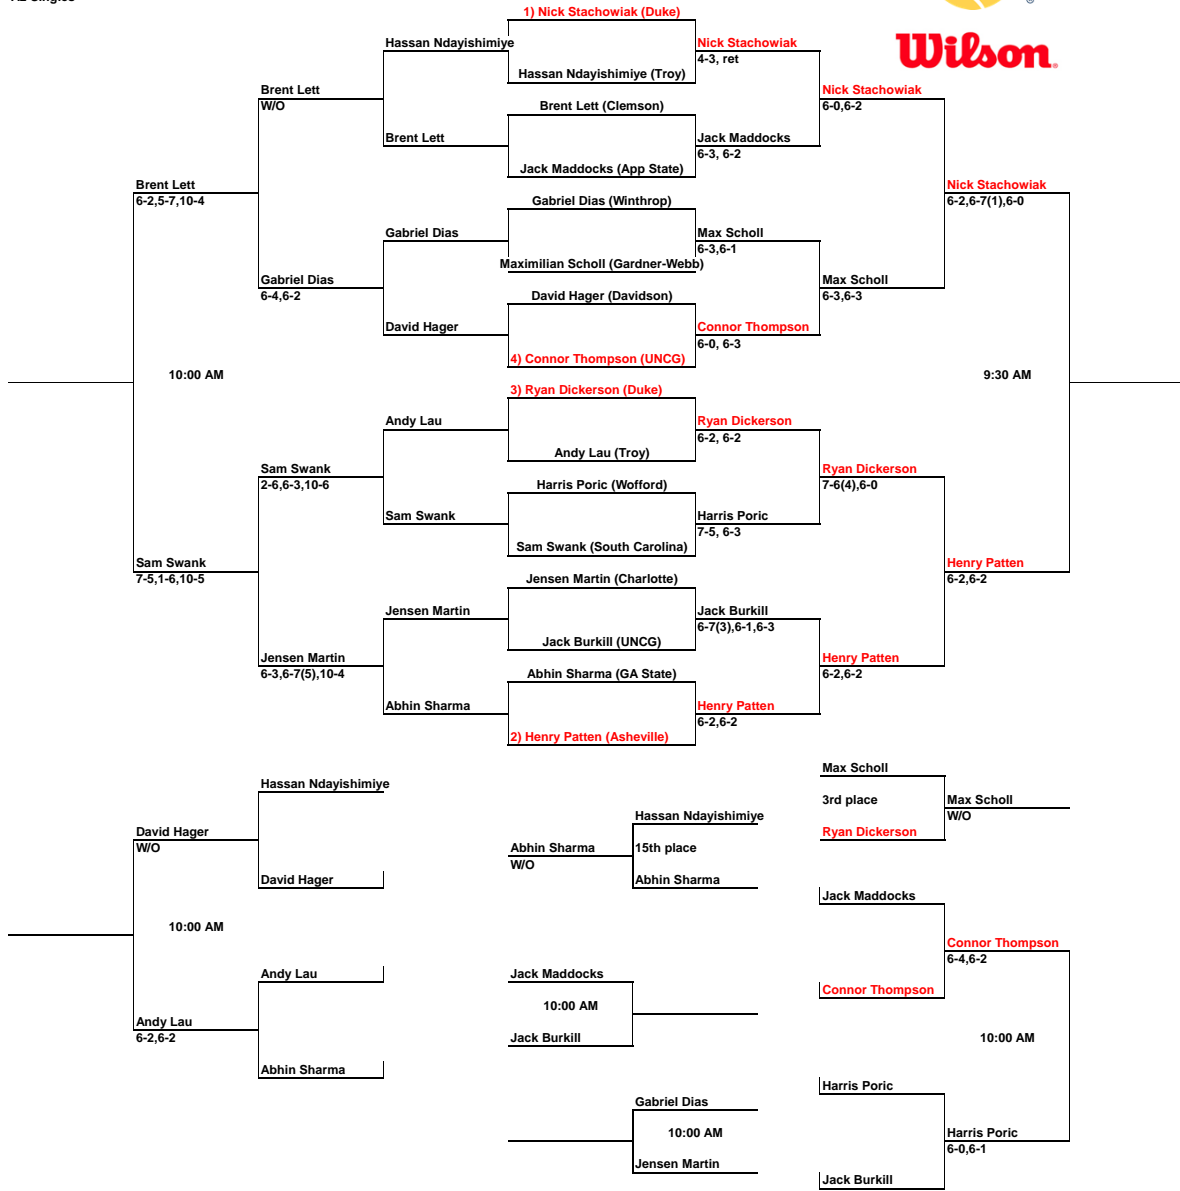 1) Nick Stachowiak (Duke)
Hassan Ndayishimiye
Nick Stachowiak
4-3, ret
Hassan Ndayishimiye (Troy)
Wilson
®
Brent Lett
W/O
Nick Stachowiak
6-0,6-2
Brent Lett (Clemson)
Brent Lett
Jack Maddocks
6-3, 6-2
Jack Maddocks (App State)
Brent Lett
6-2,5-7,10-4
Nick Stachowiak
6-2,6-7(1),6-0
Gabriel Dias (Winthrop)
Gabriel Dias
Max Scholl
6-3,6-1
Maximilian Scholl (Gardner-Webb)
Gabriel Dias
6-4,6-2
Max Scholl
6-3,6-3
David Hager (Davidson)
David Hager
Connor Thompson
6-0, 6-3
4) Connor Thompson (UNCG)
10:00 AM
9:30 AM
3) Ryan Dickerson (Duke)
Andy Lau
Ryan Dickerson
6-2, 6-2
Andy Lau (Troy)
Sam Swank
2-6,6-3,10-6
Ryan Dickerson
7-6(4),6-0
Harris Poric (Wofford)
Sam Swank
Harris Poric
7-5, 6-3
Sam Swank (South Carolina)
Sam Swank
7-5,1-6,10-5
Henry Patten
6-2,6-2
Jensen Martin (Charlotte)
Jensen Martin
Jack Burkill
6-7(3),6-1,6-3
Jack Burkill (UNCG)
Jensen Martin
6-3,6-7(5),10-4
Henry Patten
6-2,6-2
Abhin Sharma (GA State)
Abhin Sharma
Henry Patten
6-2,6-2
2) Henry Patten (Asheville)
Max Scholl
3rd place
Max Scholl
W/O
Ryan Dickerson
Hassan Ndayishimiye
David Hager
W/O
David Hager
10:00 AM
Andy Lau
Andy Lau
6-2,6-2
Abhin Sharma
Hassan Ndayishimiye
Abhin Sharma
W/O
15th place
Abhin Sharma
Jack Maddocks
Connor Thompson
6-4,6-2
Connor Thompson
10:00 AM
Jack Maddocks
10:00 AM
Jack Burkill
Harris Poric
Harris Poric
6-0,6-1
Jack Burkill
Gabriel Dias
10:00 AM
Jensen Martin